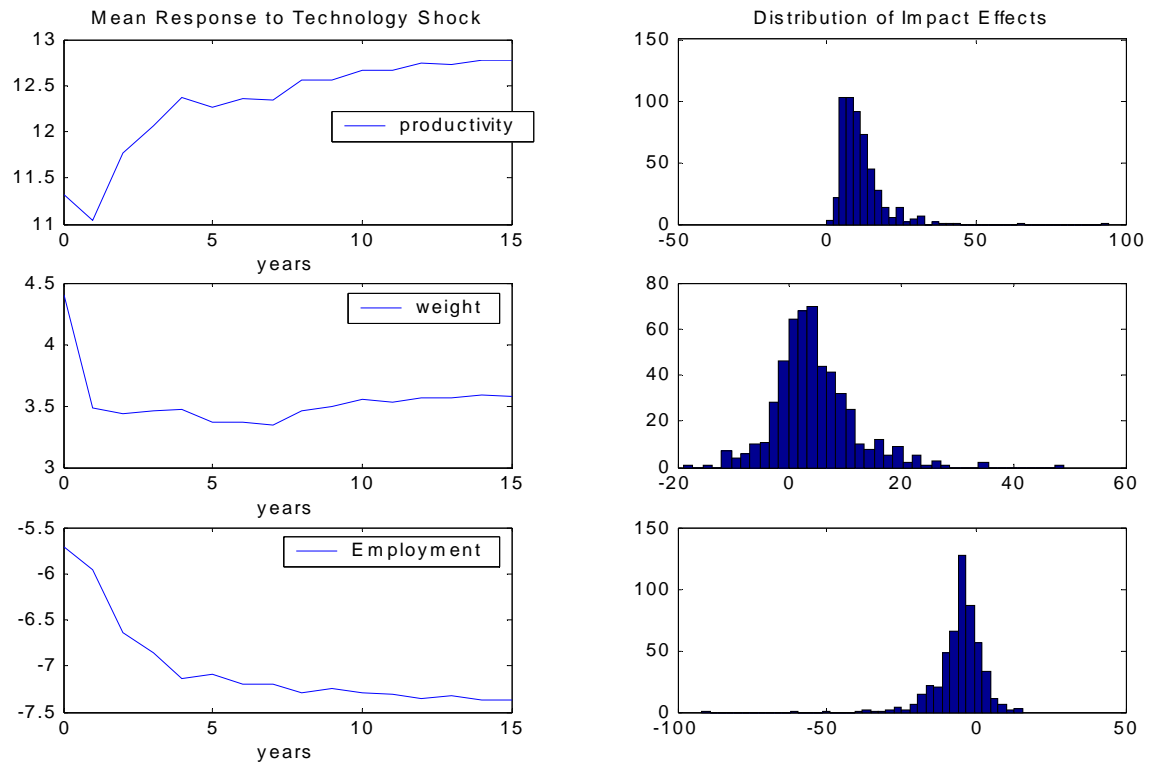 Mean Response to Technology Shock
13
12.5
12
11.5
11
productivity
0 5 10 15
years
Distribution of Impact Effects
150
100
50
0
-50 0 50 100
4.5
4
3.5
3
weight
0 5 10 15
years
80
60
40
20
0
-20 0 20 40 60
-5.5
-6
-6.5
-7
-7.5
Employment
0 5 10 15
years
150
100
50
0
-100 -50 0 50